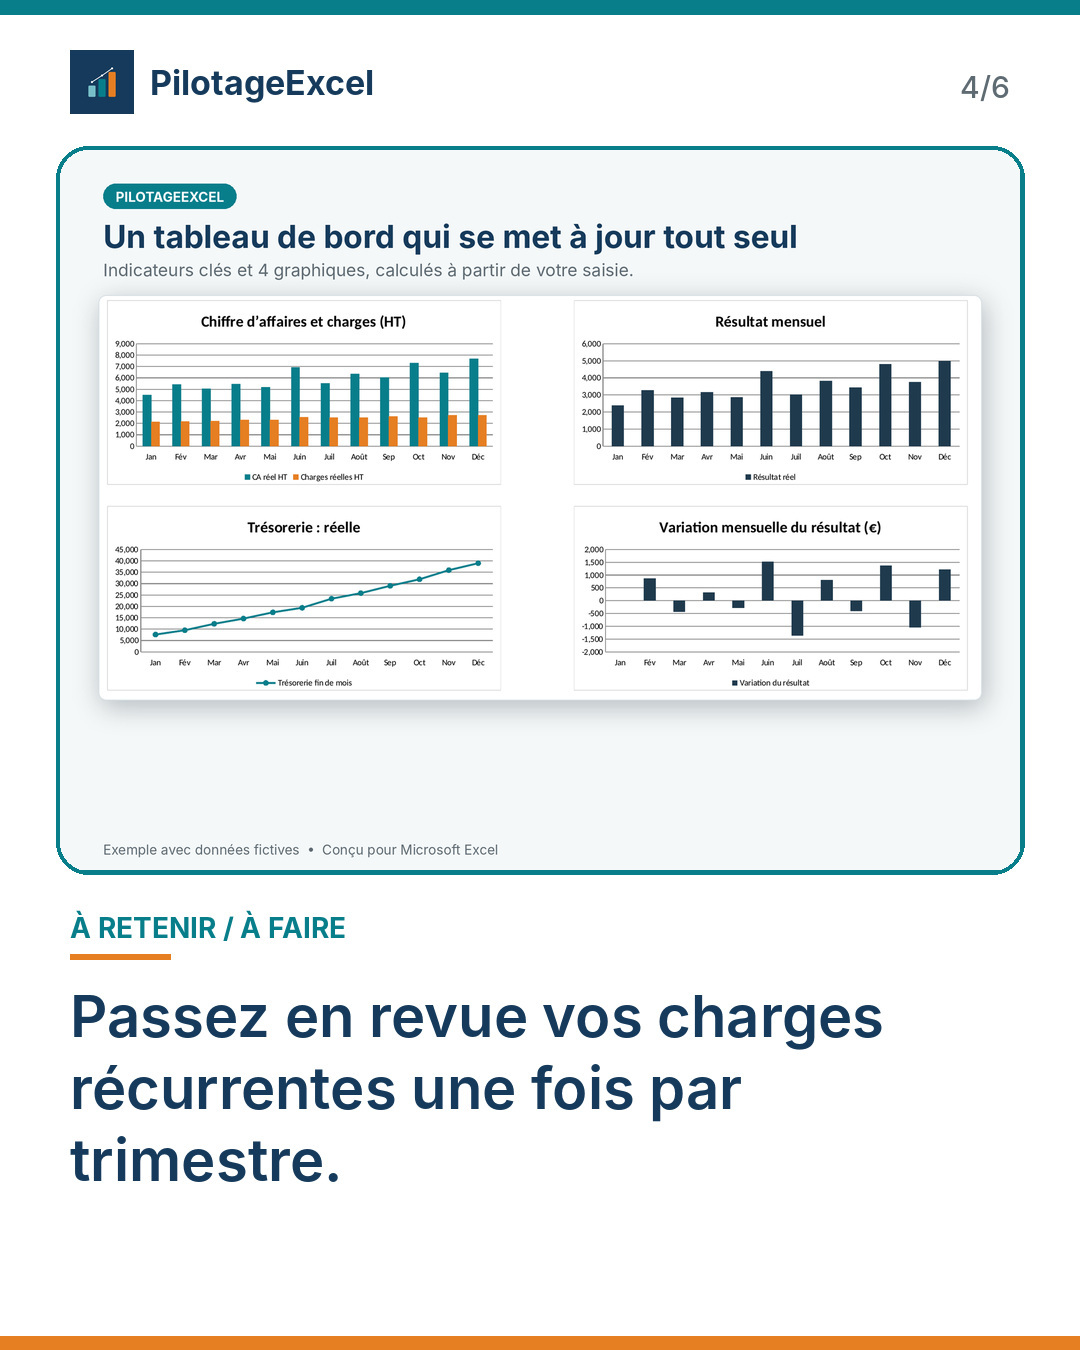 PilotageExcel
4/6
PILOTAGEEXCEL
Un tableau de bord qui se met à jour tout seul
Indicateurs clés et 4 graphiques, calculés à partir de votre saisie.
Chiffre d’affaires et charges (HT)
9,000
8,000
7,000
6,000
5,000
4,000
3,000
2,000
1,000
0
Jan Fév Mar Avr Mai Juin Juil Août Sep Oct Nov Déc
CA réel HT Charges réelles HT
Résultat mensuel
6,000
5,000
4,000
3,000
2,000
1,000
0
Jan Fév Mar Avr Mai Juin Juil Août Sep Oct Nov Déc
Résultat réel
Trésorerie : réelle
45,000
40,000
35,000
30,000
25,000
20,000
15,000
10,000
5,000
0
Jan Fév Mar Avr Mai Juin Juil Août Sep Oct Nov Déc
Trésorerie fin de mois
Variation mensuelle du résultat (€)
2,000
1,500
1,000
500
0
-500
-1,000
-1,500
-2,000
Jan Fév Mar Avr Mai Juin Juil Août Sep Oct Nov Déc
Variation du résultat
Exemple avec données fictives • Conçu pour Microsoft Excel
À RETENIR / À FAIRE
Passez en revue vos charges
récurrentes une fois par
trimestre.